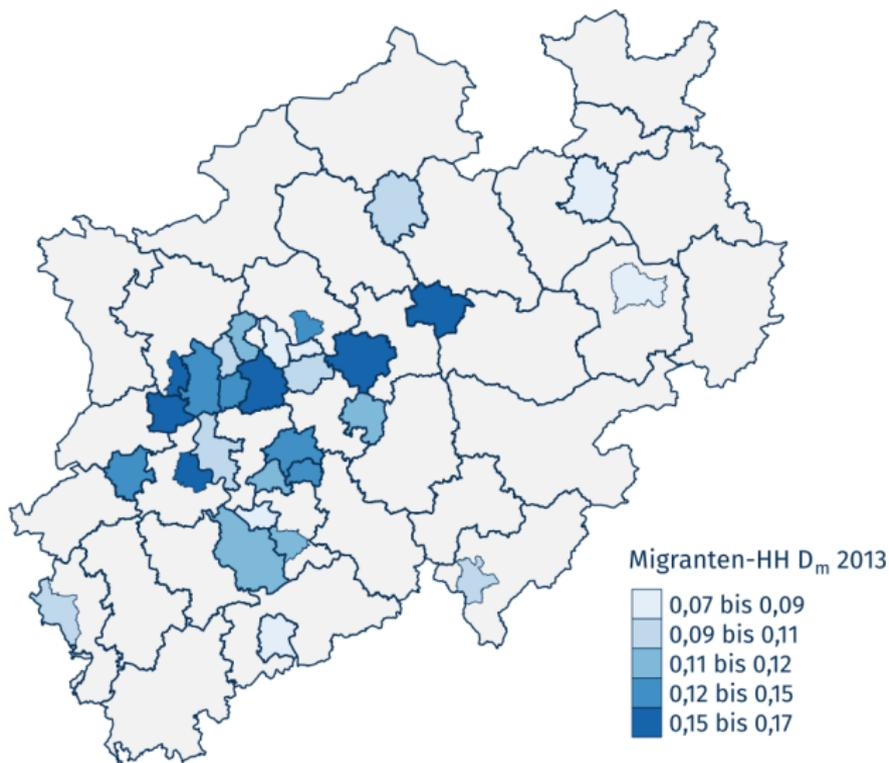 Migranten-HH Dm 2013
0,07 bis 0,09
0,09 bis 0,11
0,11 bis 0,12
0,12 bis 0,15
0,15 bis 0,17